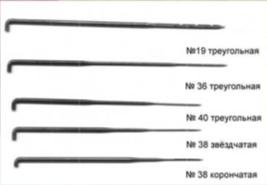 №19 треугольная
№ 36 треугольная
№ 40 треугольная
№ 38 звёздчатая
№ 38 корончатая